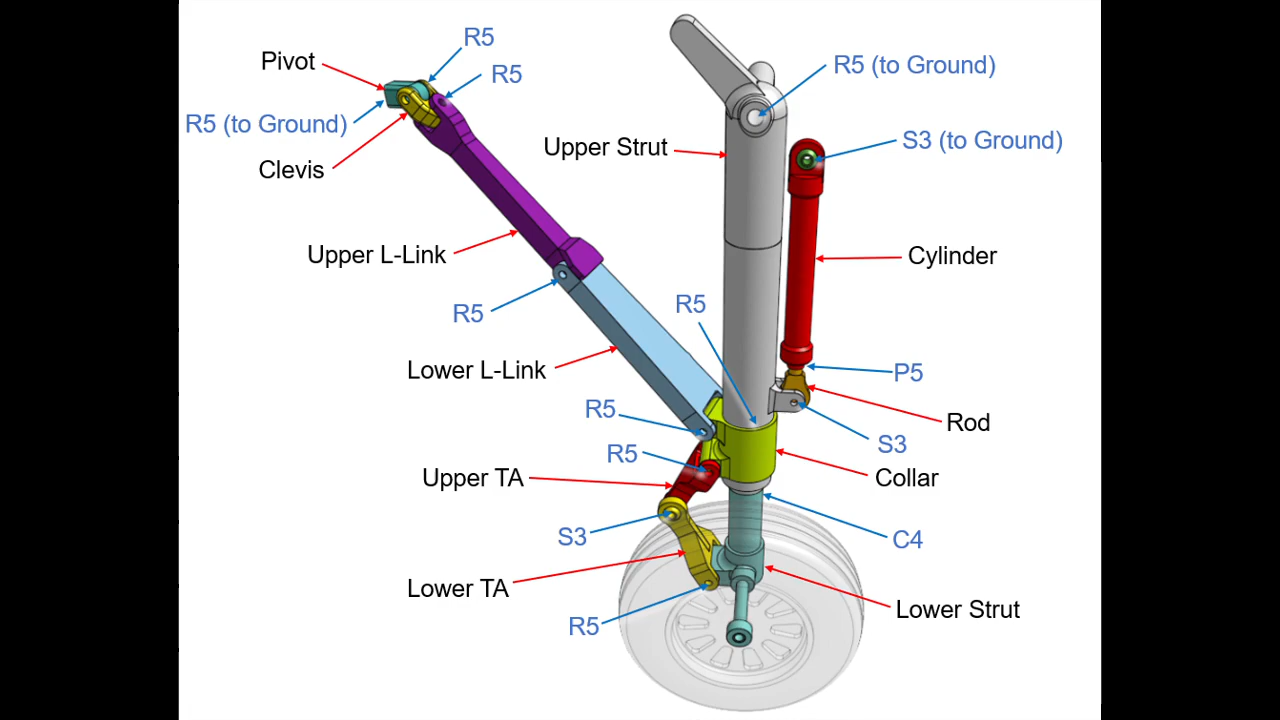 R5
Pivot
R5
R5 (to Ground)
R5 (to Ground)
Clevis
Upper Strut
S3 (to Ground)
Upper L-Link
Cylinder
R5
R5
Lower L-Link
P5
R5
Rod
R5
S3
Upper TA
Collar
S3
C4
Lower TA
Lower Strut
R5